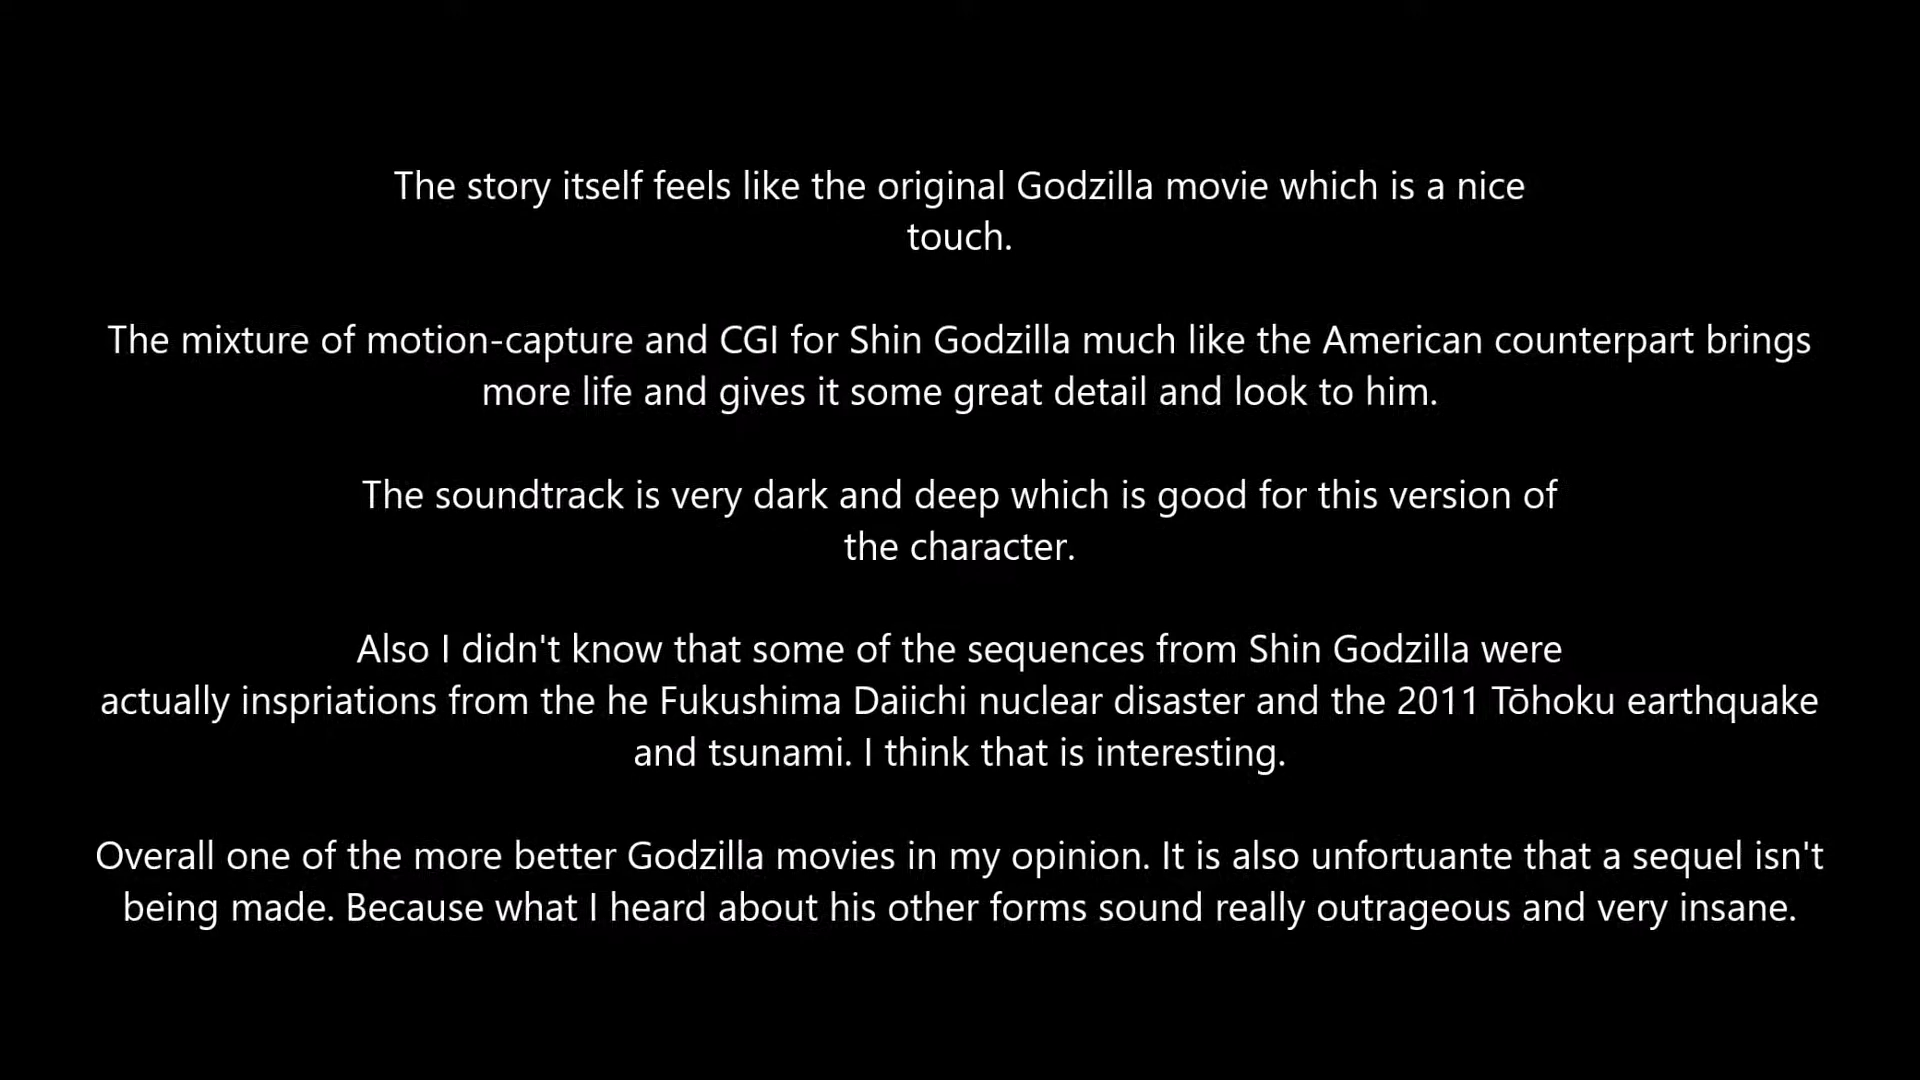 The story itself feels like the original Godzilla movie which is a nice
touch.
The mixture of motion-capture and CGI for Shin Godzilla much like the American counterpart brings
more life and gives it some great detail and look to him.
The soundtrack is very dark and deep which is good for this version of
the character.
Also I didn't know that some of the sequences from Shin Godzilla were
actually inspriations from the he Fukushima Daiichi nuclear disaster and the 2011 Tōhoku earthquake
and tsunami. I think that is interesting.
Overall one of the more better Godzilla movies in my opinion. It is also unfortuante that a sequel isn't
being made. Because what I heard about his other forms sound really outrageous and very insane.